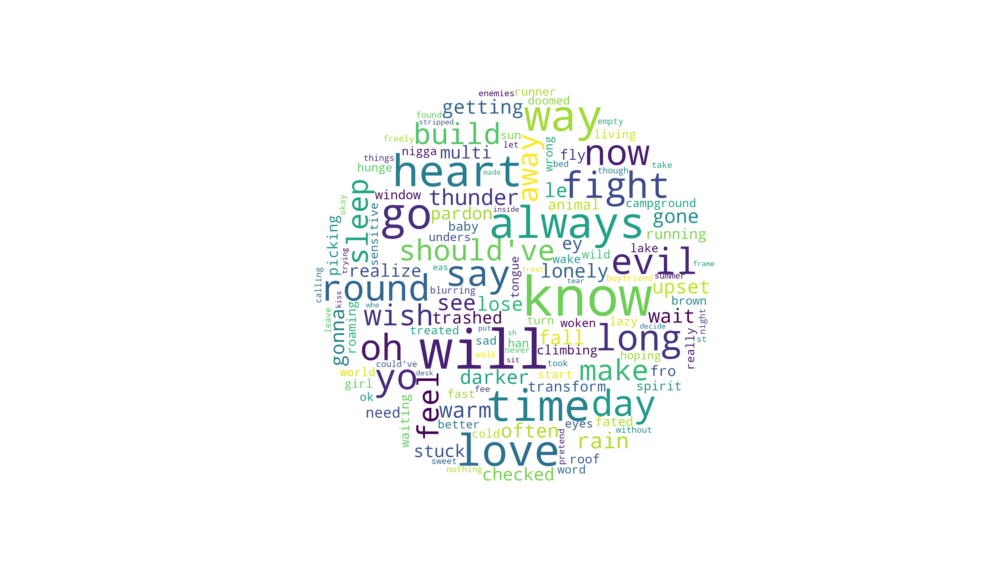 enemies runner
getting doomed
found way empty
stripped
build sun living
freely let wrong
nigga multi fly now
things away bed though take
hunge heart made
window thunder le fight campground
sleep okay sensitive go pardon inside animal gone
baby always
picking unders should've ey lake running
wake wild evil
trying realize eas say tongue lonely summer frame
calling blurring treat tear boyfriend
round see lose know upset
kiss whe brown
leave roaming wish trashed turn woken lazy wait night
put decide st
gonna treated sh fall long really
oh sad han never
will walk sit climbing hoping
world could've took fro
yo desk darker start make spirit
girl feel fee transform
ok fast
need warm time day
better eyes fated
waiting cold often without
stuck love pretend rain
sweet roof
nothing checked word